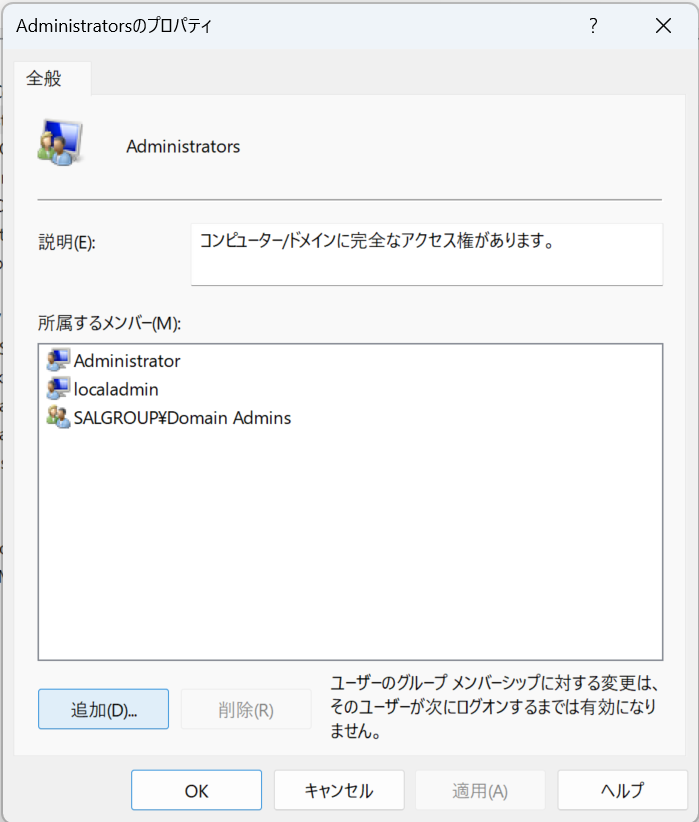 Administratorsのプロパティ
?
全般
Administrators
説明(E):
コンピューター/ドメインに完全なアクセス権があります。
所属するメンバー(M):
Administrator
localadmin
SALGROUP¥Domain Admins
追加(D)...
削除(R)
ユーザーのグループ メンバーシップに対する変更は、
そのユーザーが次にログオンするまでは有効になり
ません。
OK
キャンセル
適用(A)
ヘルプ